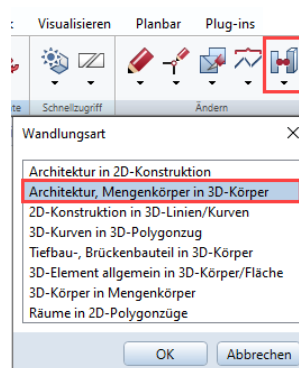 Visualisieren Planbar Plug-ins
te Schnellzugriff Ändern
Wandlungsart
Architektur in 2D-Konstruktion
Architektur, Mengenkörper in 3D-Körper
2D-Konstruktion in 3D-Linien/Kurven
3D-Kurven in 3D-Polygonzug
Tiefbau-, Brückenbauteil in 3D-Körper
3D-Element allgemein in 3D-Körper/Fläche
3D-Körper in Mengenkörper
Räume in 2D-Polygonzüge
OK Abbrechen